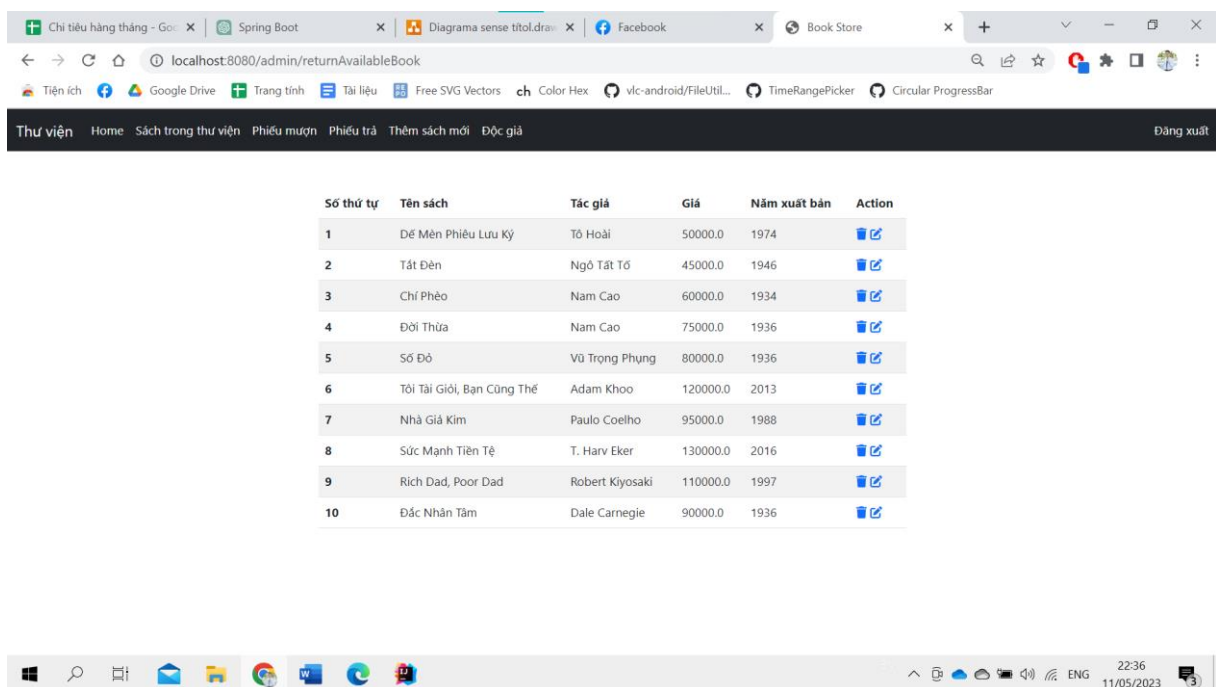 Chi tiêu hàng tháng - Goo Spring Boot Diagrama sense títol.draw Facebook Book Store
localhost:8080/admin/returnAvailableBook
Tiện ích Google Drive Trang tính Tài liệu Free SVG Vectors ch Color Hex vlc-android/FileUtil... TimeRangePicker Circular ProgressBar
Thư viện Home Sách trong thư viện Phiếu mượn Phiếu trả Thêm sách mới Độc giả Đăng xuất
Số thứ tự Tên sách Tác giả Giá Năm xuất bản Action
1 Dế Mèn Phiêu Lưu Ký Tô Hoài 50000.0 1974
2 Tắt Đèn Ngô Tất Tố 45000.0 1946
3 Chí Phèo Nam Cao 60000.0 1934
4 Đời Thừa Nam Cao 75000.0 1936
5 Số Đỏ Vũ Trọng Phụng 80000.0 1936
6 Tôi Tài Giỏi, Bạn Cũng Thế Adam Khoo 120000.0 2013
7 Nhà Giả Kim Paulo Coelho 95000.0 1988
8 Sức Mạnh Tiền Tệ T. Harv Eker 130000.0 2016
9 Rich Dad, Poor Dad Robert Kiyosaki 110000.0 1997
10 Đắc Nhân Tâm Dale Carnegie 90000.0 1936
ENG 22:36
11/05/2023 3